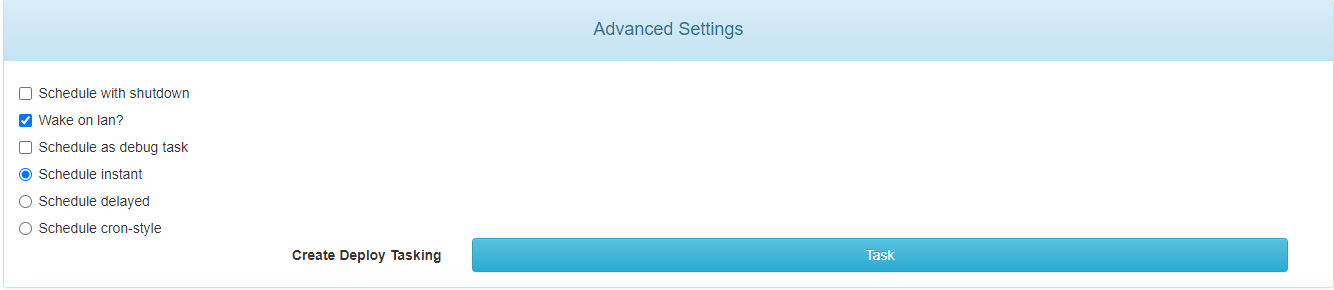 Advanced Settings
Schedule with shutdown
Wake on lan?
Schedule as debug task
Schedule instant
Schedule delayed
Schedule cron-style
Create Deploy Tasking Task